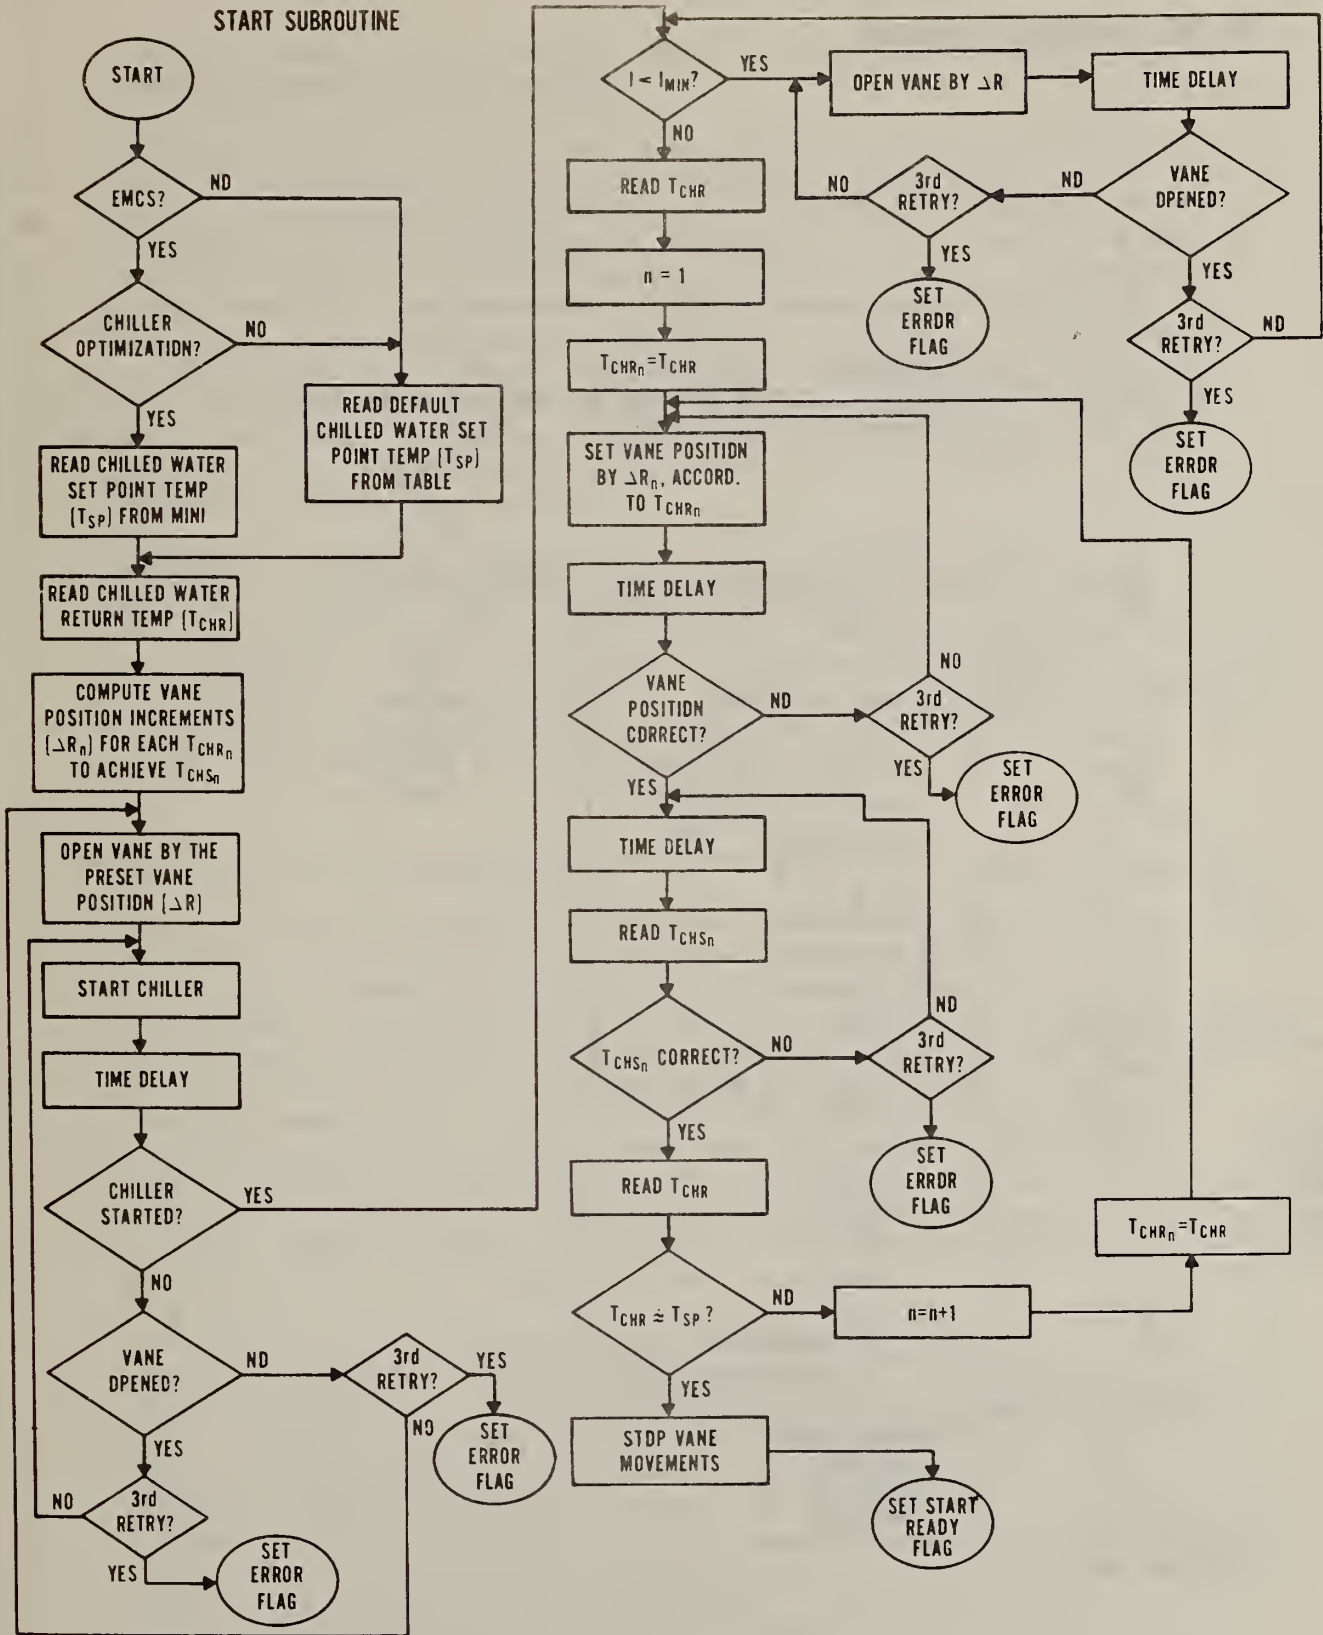 START SUBROUTINE
START
EMCS?
NO
YES
CHILLER
OPTIMIZATION?
NO
YES
READ CHILLED WATER
SET POINT TEMP
(TSP) FROM MINI
READ DEFAULT
CHILLED WATER SET
POINT TEMP (TSP)
FROM TABLE
READ CHILLED WATER
RETURN TEMP (TCHR)
COMPUTE VANE
POSITION INCREMENTS
(△Rn) FOR EACH TCHRn
TO ACHIEVE TCHSn
OPEN VANE BY THE
PRESET VANE
POSITION (△R)
START CHILLER
TIME DELAY
CHILLER
STARTED?
YES
NO
VANE
OPENED?
NO
3rd
RETRY?
YES
NO
SET
ERROR
FLAG
YES
3rd
RETRY?
NO
YES
SET
ERROR
FLAG
I < IMIN?
YES
NO
OPEN VANE BY △R
TIME DELAY
VANE
OPENED?
NO
3rd
RETRY?
NO
YES
SET
ERROR
FLAG
YES
3rd
RETRY?
NO
YES
SET
ERROR
FLAG
READ TCHR
n = 1
TCHRn=TCHR
SET VANE POSITION
BY △Rn, ACCORD.
TO TCHRn
TIME DELAY
VANE
POSITION
CORRECT?
NO
3rd
RETRY?
NO
YES
SET
ERROR
FLAG
YES
TIME DELAY
READ TCHSn
TCHSn CORRECT?
NO
3rd
RETRY?
NO
SET
ERROR
FLAG
YES
READ TCHR
TCHR ≐ TSP?
NO
n=n+1
TCHRn=TCHR
YES
STOP VANE
MOVEMENTS
SET START
READY
FLAG